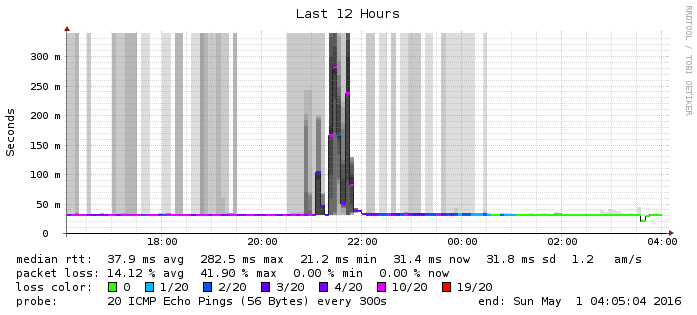 Last 12 Hours
RRDTOOL / TOBI OETIKER
Seconds
300 m
250 m
200 m
150 m
100 m
50 m
0
18:00 20:00 22:00 00:00 02:00 04:00
median rtt: 37.9 ms avg 282.5 ms max 21.2 ms min 31.4 ms now 31.8 ms sd 1.2 am/s
packet loss: 14.12 % avg 41.90 % max 0.00 % min 0.00 % now
loss color: 0 1/20 2/20 3/20 4/20 10/20 19/20
probe: 20 ICMP Echo Pings (56 Bytes) every 300s end: Sun May 1 04:05:04 2016